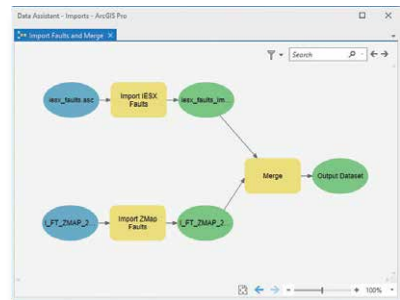 Data Assistant - Imports - ArcGIS Pro
Import Faults and Merge
Search
iesx_faults.asc
Import IESX
Faults
iesx_faults_im...
Merge
Output Dataset
Import ZMap
Faults
_FT_ZMAP_2...
100%